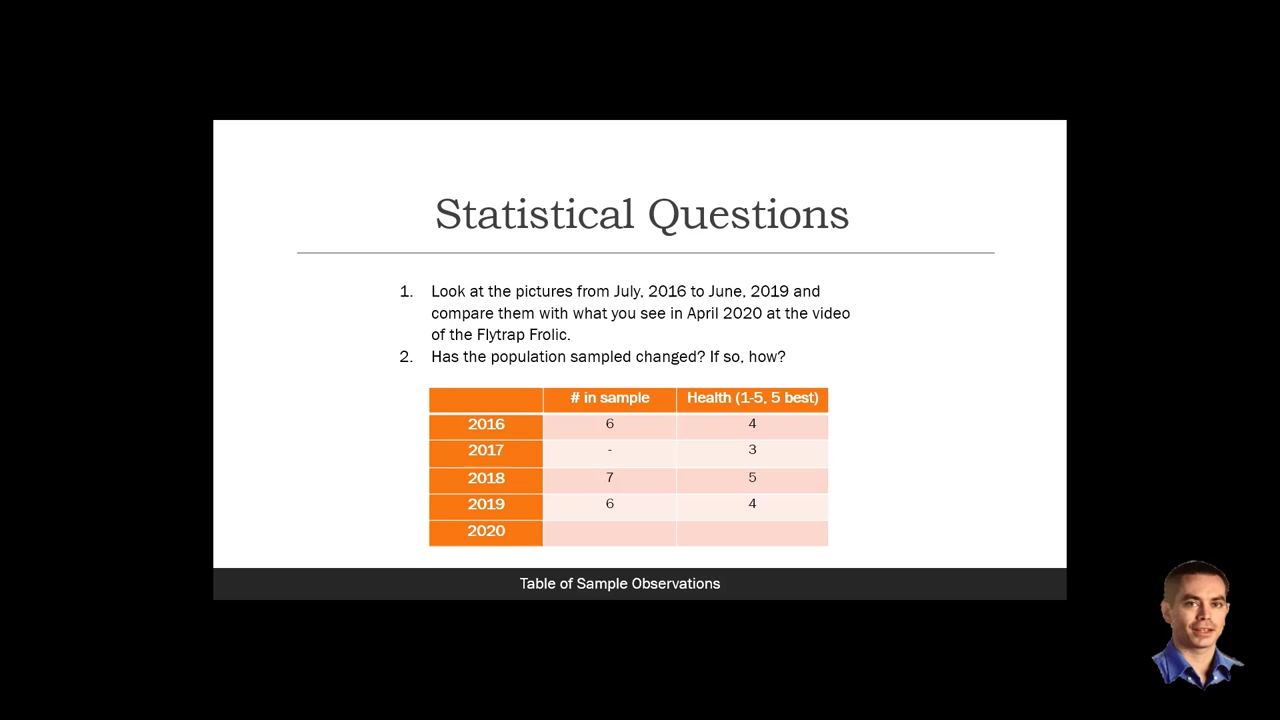 Statistical Questions
1. Look at the pictures from July, 2016 to June, 2019 and
compare them with what you see in April 2020 at the video
of the Flytrap Frolic.
2. Has the population sampled changed? If so, how?
# in sample Health (1-5, 5 best)
2016 6 4
2017 - 3
2018 7 5
2019 6 4
2020
Table of Sample Observations